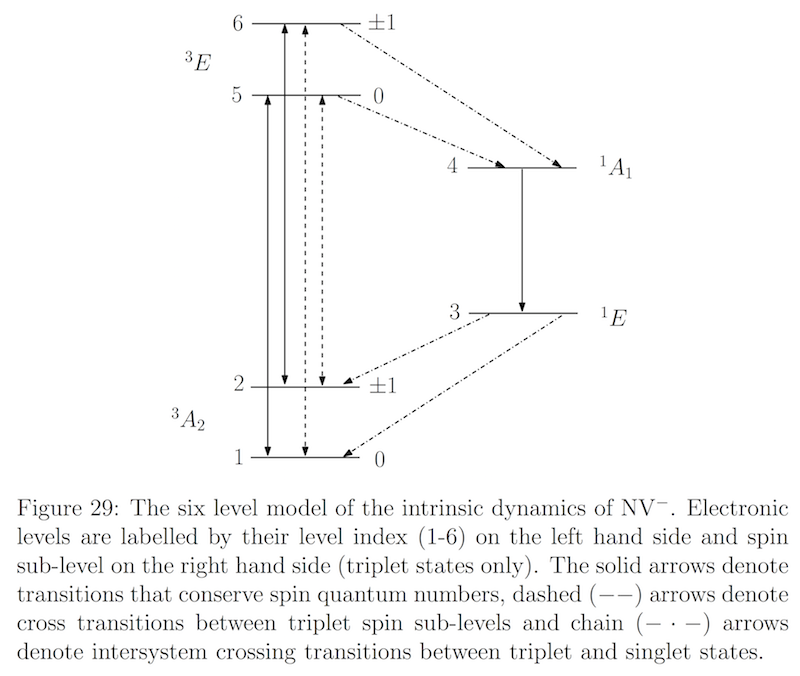 6 ±1
³E
5 0
4 ¹A₁
3 ¹E
2 ±1
³A₂
1 0
Figure 29: The six level model of the intrinsic dynamics of NV⁻. Electronic
levels are labelled by their level index (1-6) on the left hand side and spin
sub-level on the right hand side (triplet states only). The solid arrows denote
transitions that conserve spin quantum numbers, dashed (−−) arrows denote
cross transitions between triplet spin sub-levels and chain (− · −) arrows
denote intersystem crossing transitions between triplet and singlet states.